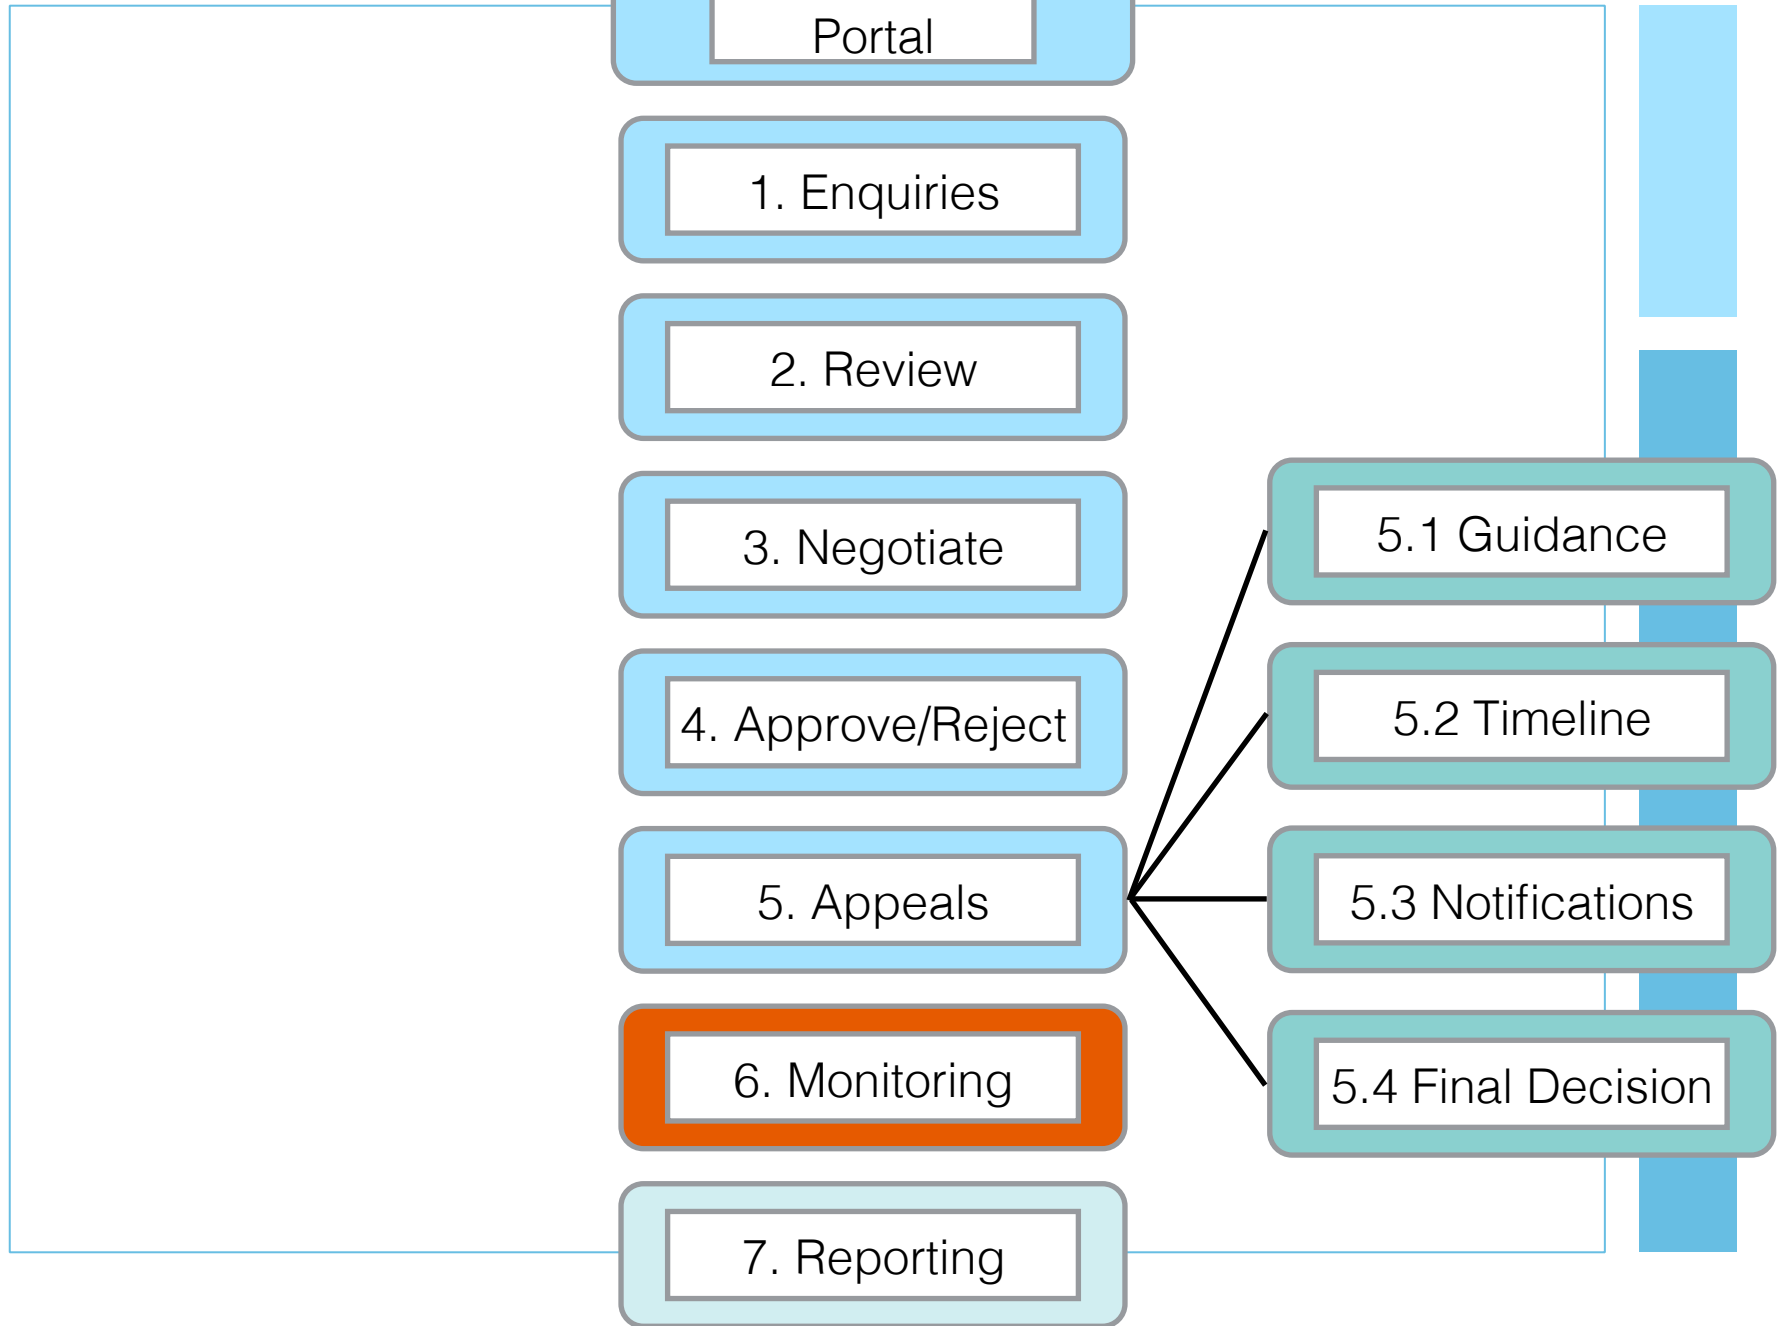 Portal
1. Enquiries
2. Review
3. Negotiate
4. Approve/Reject
5. Appeals
6. Monitoring
7. Reporting
5.1 Guidance
5.2 Timeline
5.3 Notifications
5.4 Final Decision